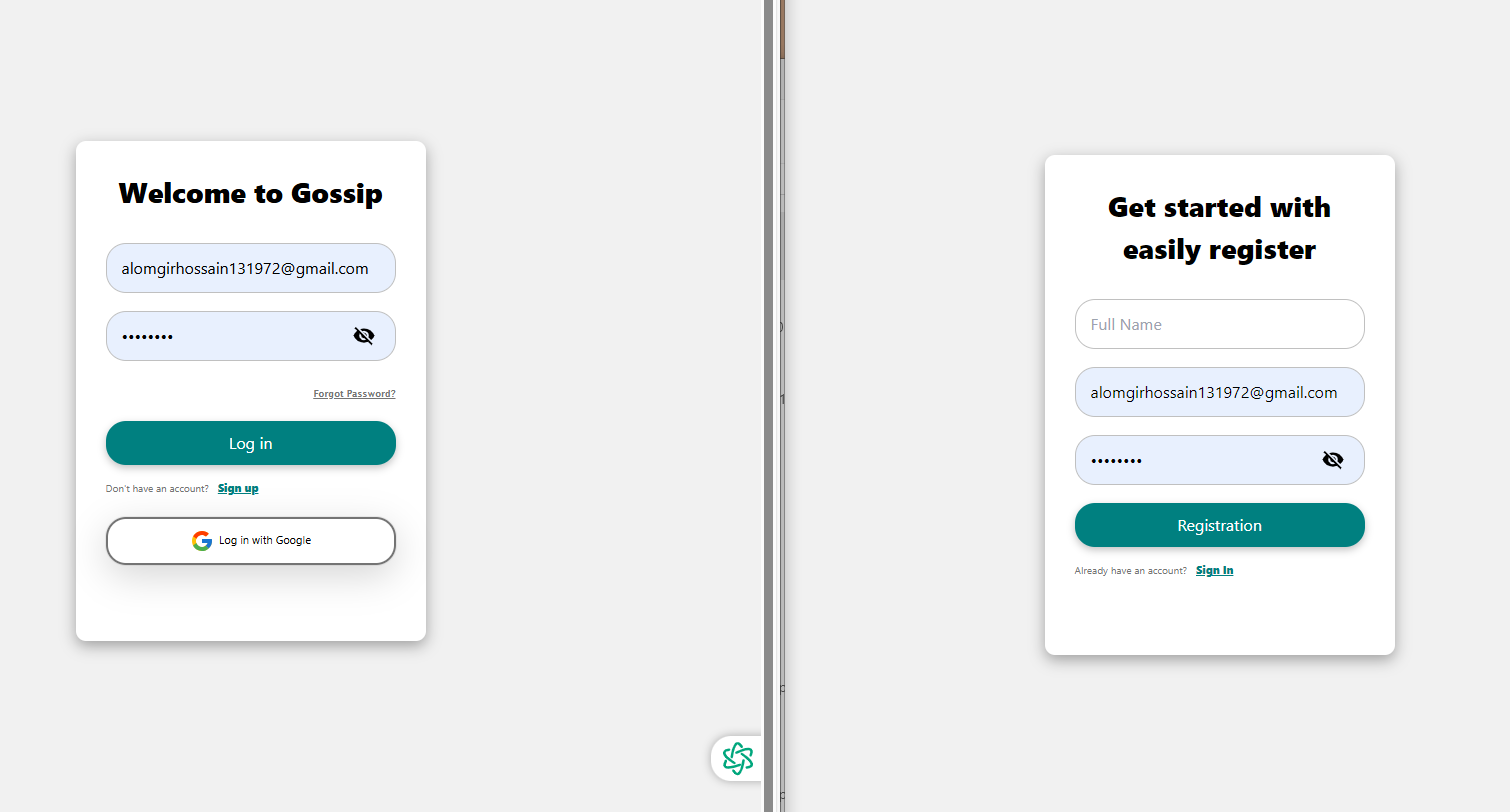 Welcome to Gossip
alomgirhossain131972@gmail.com
••••••••
Forgot Password?
Log in
Don't have an account? Sign up
Log in with Google
Get started with
easily register
Full Name
alomgirhossain131972@gmail.com
••••••••
Registration
Already have an account? Sign In